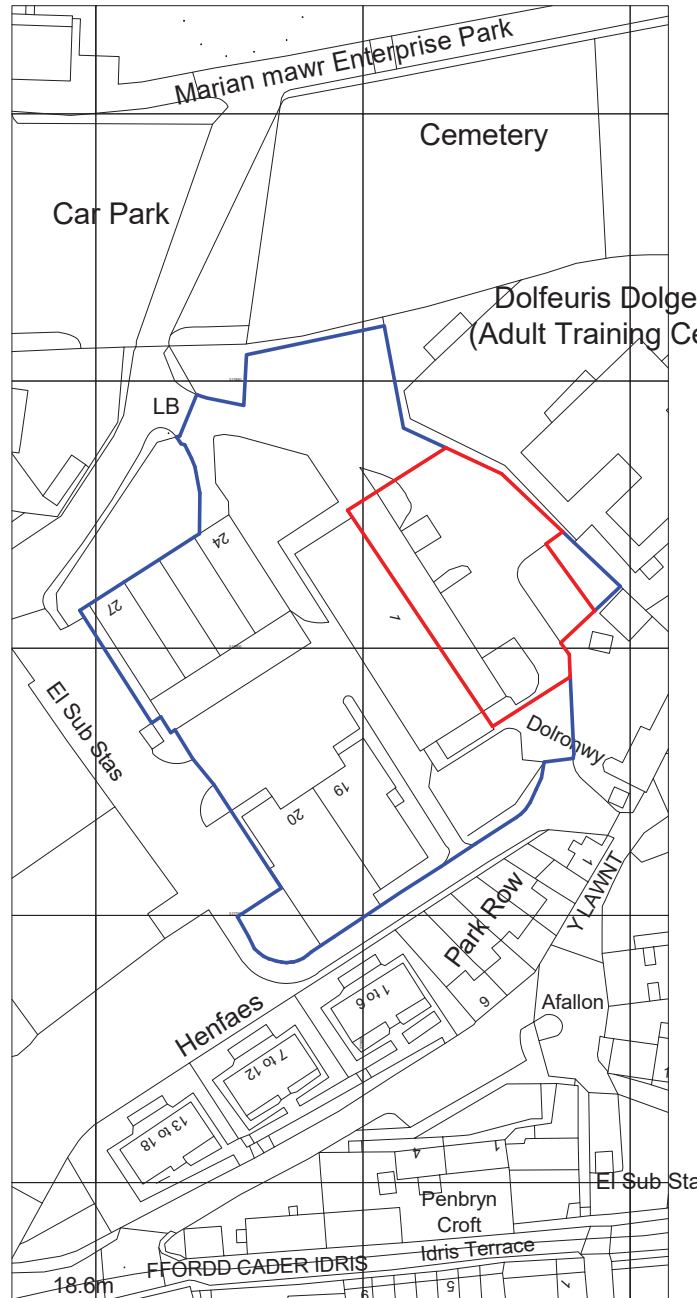 Marian mawr Enterprise Park
Cemetery
Car Park
Dolfeuris Dolge
(Adult Training Ce
LB
24
27
7
El Sub Stas
Dolronwy
19
20
1
Y LAWNT
Park Row
6
Afallon
1 to 6
Henfaes
7 to 12
13 to 18
4
1
El Sub Sta
Penbryn
Croft
Idris Terrace
FFORDD CADER IDRIS
18.6m
5